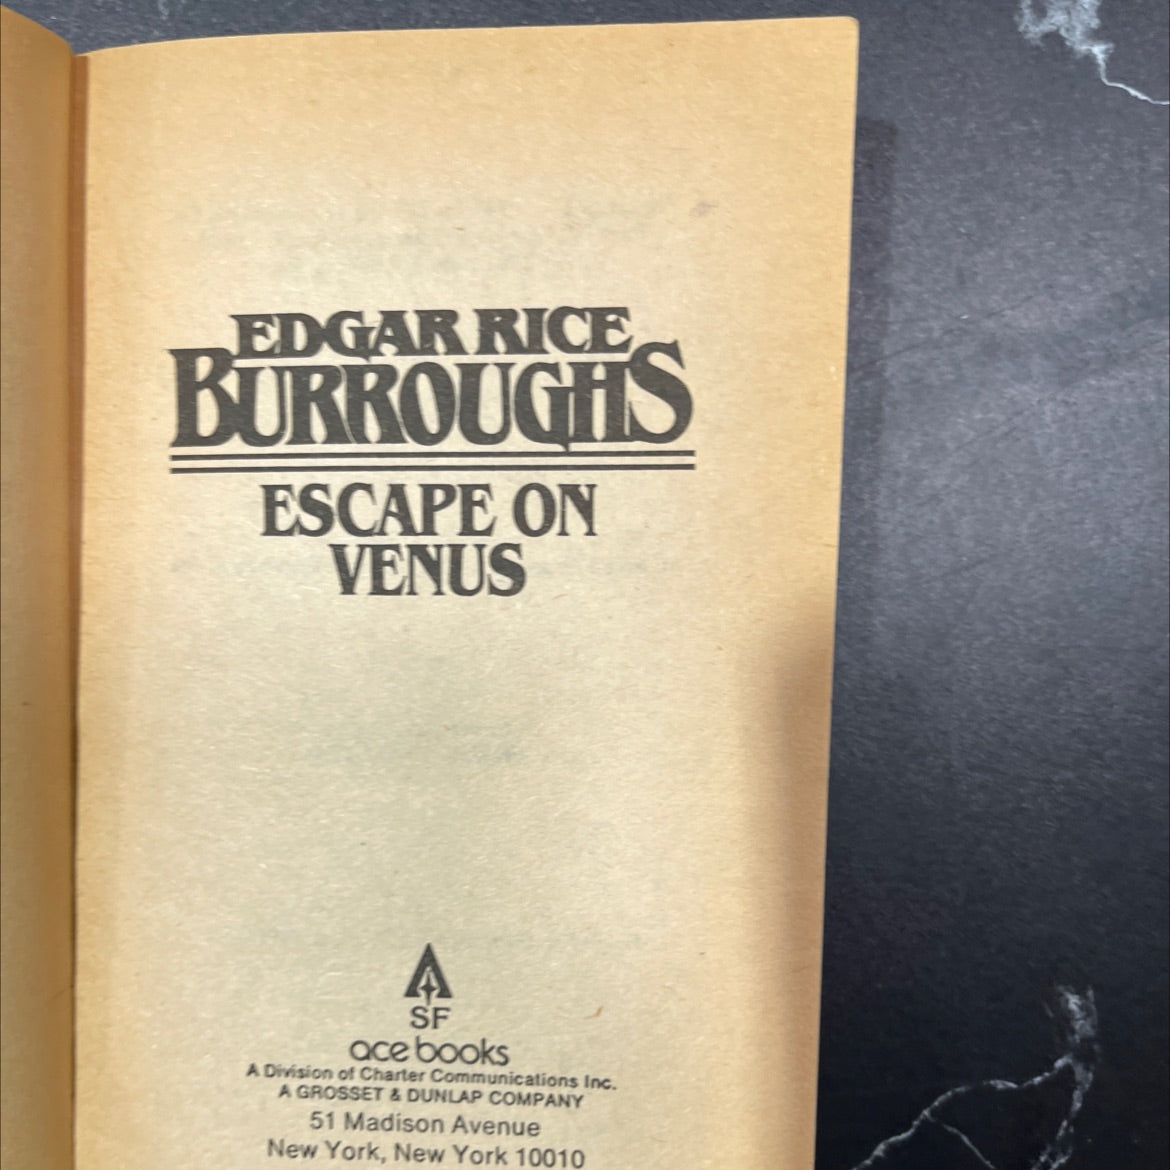 EDGAR RICE
BURROUGHS
ESCAPE ON
VENUS
SF
ace books
A Division of Charter Communications Inc.
A GROSSET & DUNLAP COMPANY
51 Madison Avenue
New York, New York 10010